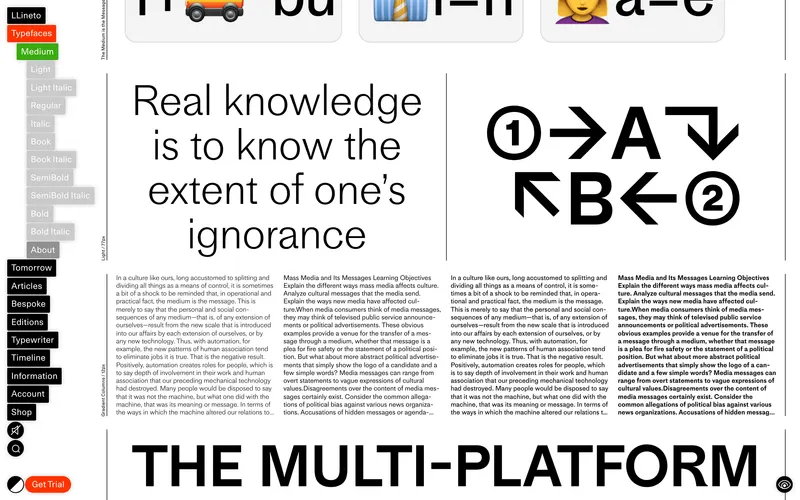 LLineto
Typefaces
Medium
Light
Light Italic
Regular
Italic
Book
Book Italic
SemiBold
SemiBold Italic
Bold
Bold Italic
About
Tomorrow
Articles
Bespoke
Editions
Typewriter
Timeline
Information
Account
Shop
Get Trial
The Medium is the Message
bu
i=n
a=e
Light / 77px
Real knowledge
is to know the
extent of one’s
ignorance
①→A
B←②
Gradient Columns / 12px
In a culture like ours, long accustomed to splitting and
dividing all things as a means of control, it is sometimes
a bit of a shock to be reminded that, in operational and
practical fact, the medium is the message. This is
merely to say that the personal and social con-
sequences of any medium—that is, of any extension of
ourselves—result from the new scale that is introduced
into our affairs by each extension of ourselves, or by
any new technology. Thus, with automation, for
example, the new patterns of human association tend
to eliminate jobs it is true. That is the negative result.
Positively, automation creates roles for people, which
is to say depth of involvement in their work and human
association that our preceding mechanical technology
had destroyed. Many people would be disposed to say
that it was not the machine, but what one did with the
machine, that was its meaning or message. In terms of
the ways in which the machine altered our relations to...
Mass Media and Its Messages Learning Objectives
Explain the different ways mass media affects culture.
Analyze cultural messages that the media send.
Explain the ways new media have affected cul-
ture.When media consumers think of media messages,
they may think of televised public service announce-
ments or political advertisements. These obvious
examples provide a venue for the transfer of a mes-
sage through a medium, whether that message is
a plea for fire safety or the statement of a political posi-
tion. But what about more abstract political advertise-
ments that simply show the logo of a candidate and a
few simple words? Media messages can range from
overt statements to vague expressions of cultural
values.Disagreements over the content of media mes-
sages certainly exist. Consider the common allega-
tions of political bias against various news organiza-
tions. Accusations of hidden messages or agenda-...
In a culture like ours, long accustomed to splitting and
dividing all things as a means of control, it is some-
times a bit of a shock to be reminded that, in opera-
tional and practical fact, the medium is the message.
This is merely to say that the personal and social con-
sequences of any medium—that is, of any extension
of ourselves—result from the new scale that is intro-
duced into our affairs by each extension of ourselves,
or by any new technology. Thus, with automation, for
example, the new patterns of human association tend
to eliminate jobs it is true. That is the negative result.
Positively, automation creates roles for people, which
is to say depth of involvement in their work and human
association that our preceding mechanical technology
had destroyed. Many people would be disposed to say
that it was not the machine, but what one did with the
machine, that was its meaning or message. In terms of
the ways in which the machine altered our relations t...
Mass Media and Its Messages Learning Objectives
Explain the different ways mass media affects cul-
ture. Analyze cultural messages that the media send.
Explain the ways new media have affected cul-
ture.When media consumers think of media mes-
sages, they may think of televised public service
announcements or political advertisements. These
obvious examples provide a venue for the transfer of
a message through a medium, whether that message
is a plea for fire safety or the statement of a political
position. But what about more abstract political
advertisements that simply show the logo of a can-
didate and a few simple words? Media messages can
range from overt statements to vague expressions of
cultural values.Disagreements over the content of
media messages certainly exist. Consider the
common allegations of political bias against various
news organizations. Accusations of hidden messag...
THE MULTI-PLATFORM